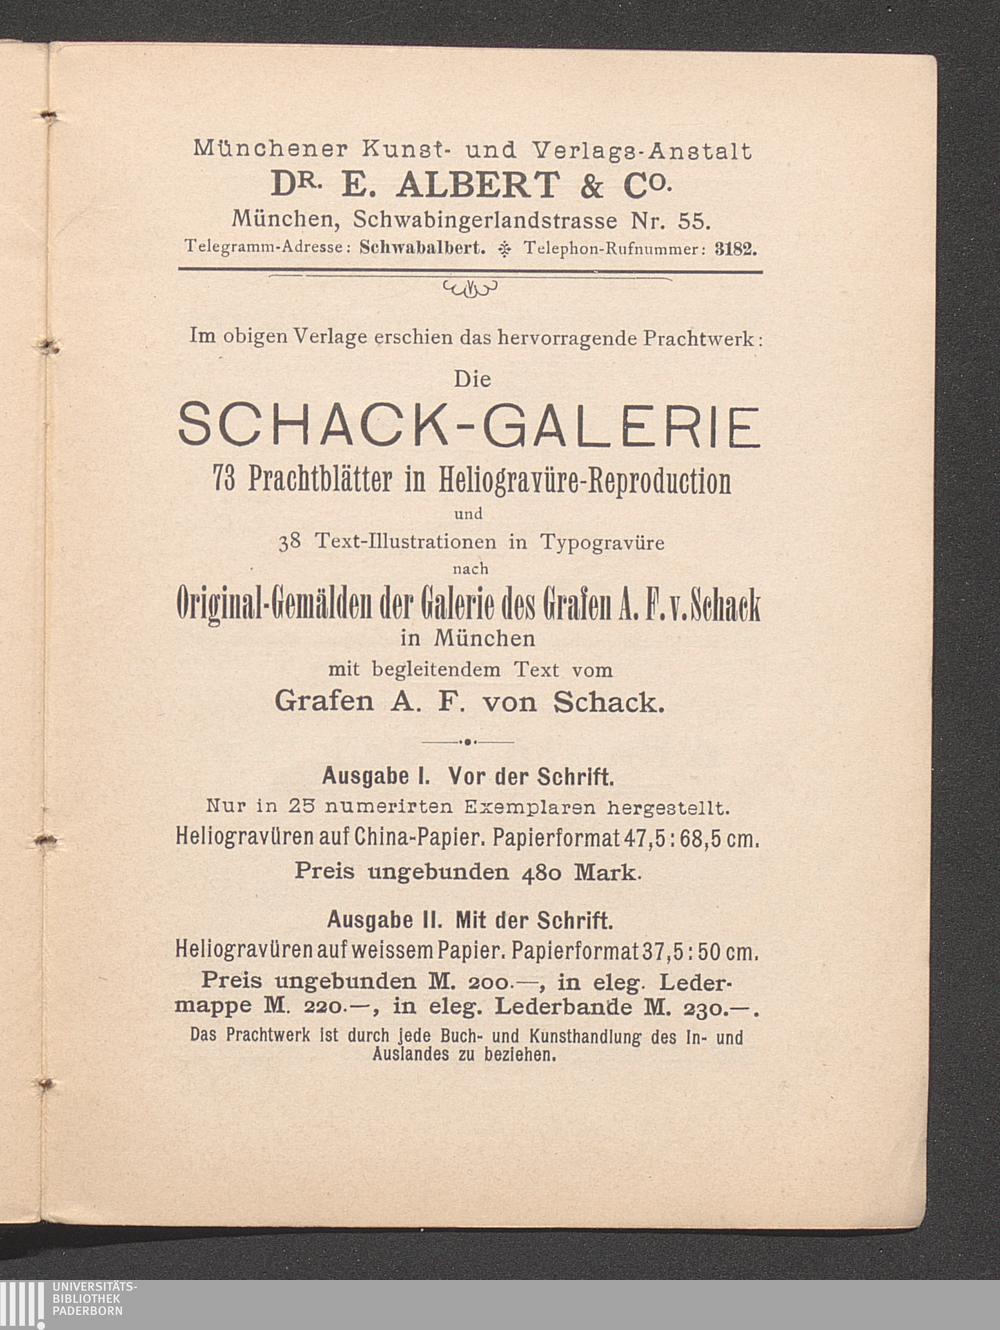 Münchener Kunst- und Verlags-Anstalt
DR. E. ALBERT & CO.
München, Schwabingerlandstrasse Nr. 55.
Telegramm-Adresse: Schwabalbert. ❉ Telephon-Rufnummer: 3182.
Im obigen Verlage erschien das hervorragende Prachtwerk:
Die
SCHACK-GALERIE
73 Prachtblätter in Heliogravüre-Reproduction
und
38 Text-Illustrationen in Typogravüre
nach
Original-Gemälden der Galerie des Grafen A. F. v. Schack
in München
mit begleitendem Text vom
Grafen A. F. von Schack.
Ausgabe I. Vor der Schrift.
Nur in 25 numerirten Exemplaren hergestellt.
Heliogravüren auf China-Papier. Papierformat 47,5 : 68,5 cm.
Preis ungebunden 480 Mark.
Ausgabe II. Mit der Schrift.
Heliogravüren auf weissem Papier. Papierformat 37,5 : 50 cm.
Preis ungebunden M. 200.—, in eleg. Leder-
mappe M. 220.—, in eleg. Lederbande M. 230.—.
Das Prachtwerk ist durch jede Buch- und Kunsthandlung des In- und
Auslandes zu beziehen.
UNIVERSITÄTS-
BIBLIOTHEK
PADERBORN